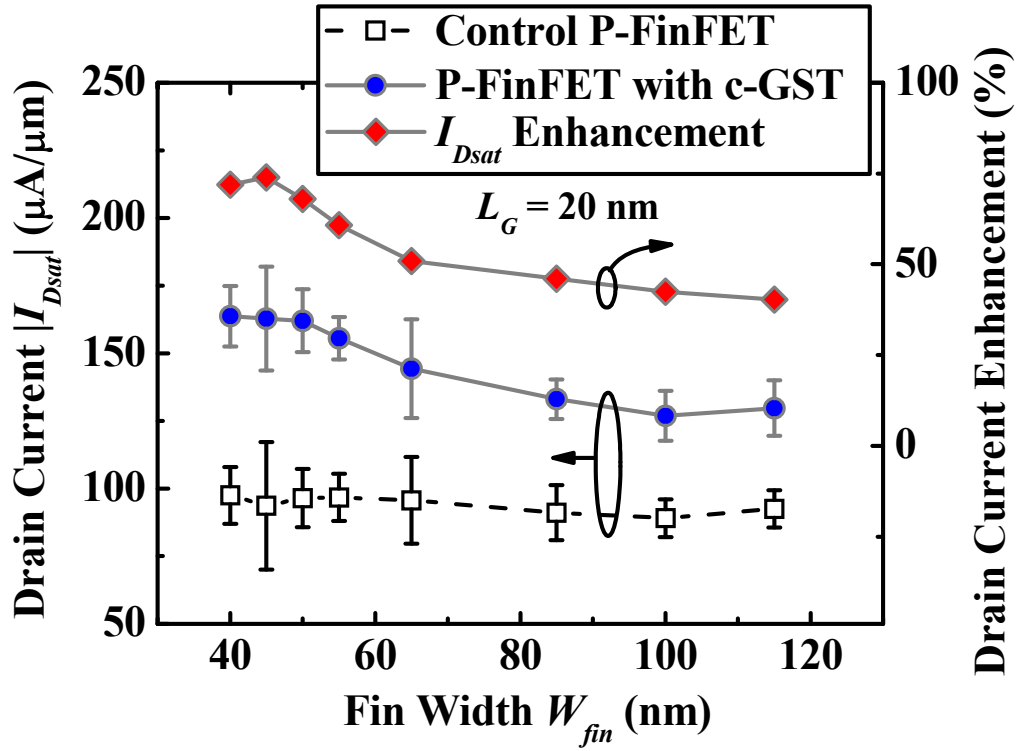 Control P-FinFET
P-FinFET with c-GST
I_Dsat Enhancement
L_G = 20 nm
Drain Current |I_Dsat| (μA/μm)
250
200
150
100
50
Drain Current Enhancement (%)
100
50
0
40
60
80
100
120
Fin Width W_fin (nm)